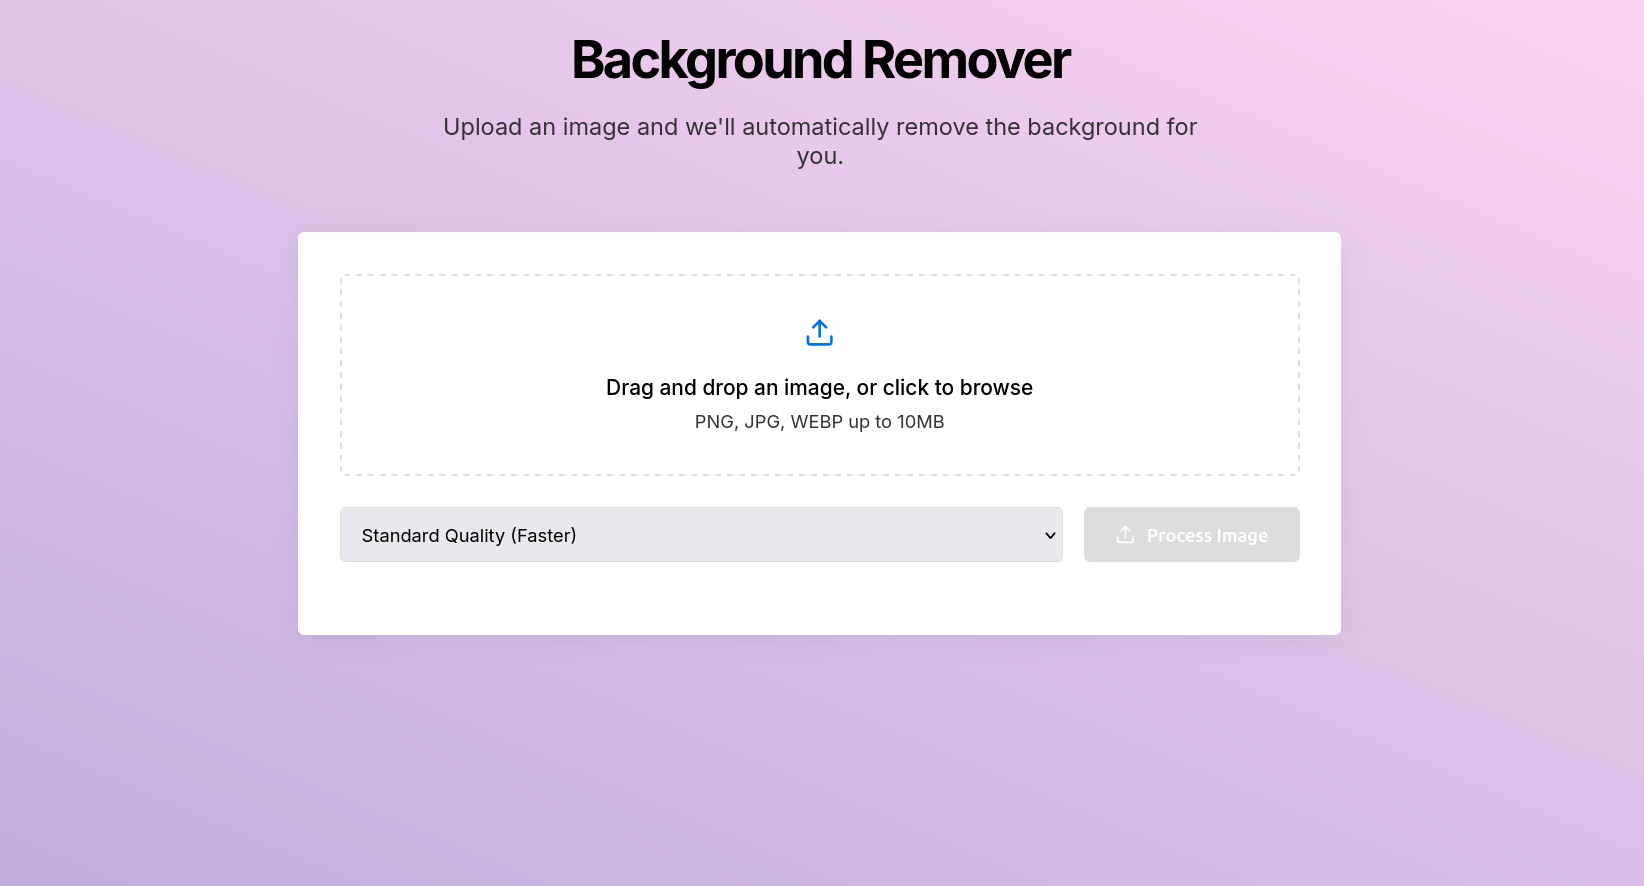 Background Remover
Upload an image and we'll automatically remove the background for
you.
Drag and drop an image, or click to browse
PNG, JPG, WEBP up to 10MB
Standard Quality (Faster)
Process Image